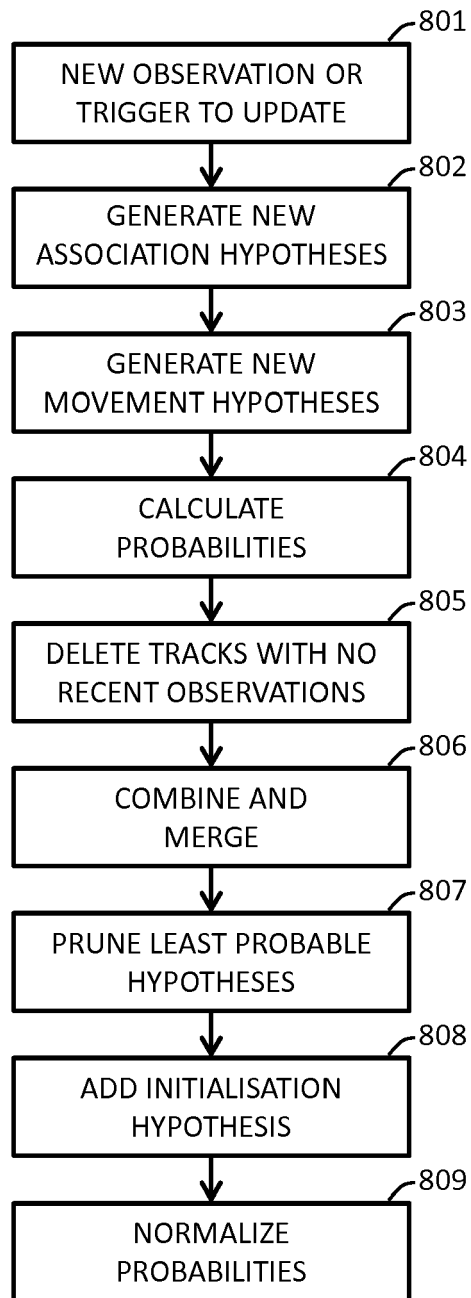 801
NEW OBSERVATION OR
TRIGGER TO UPDATE
802
GENERATE NEW
ASSOCIATION HYPOTHESES
803
GENERATE NEW
MOVEMENT HYPOTHESES
804
CALCULATE
PROBABILITIES
805
DELETE TRACKS WITH NO
RECENT OBSERVATIONS
806
COMBINE AND
MERGE
807
PRUNE LEAST PROBABLE
HYPOTHESES
808
ADD INITIALISATION
HYPOTHESIS
809
NORMALIZE
PROBABILITIES